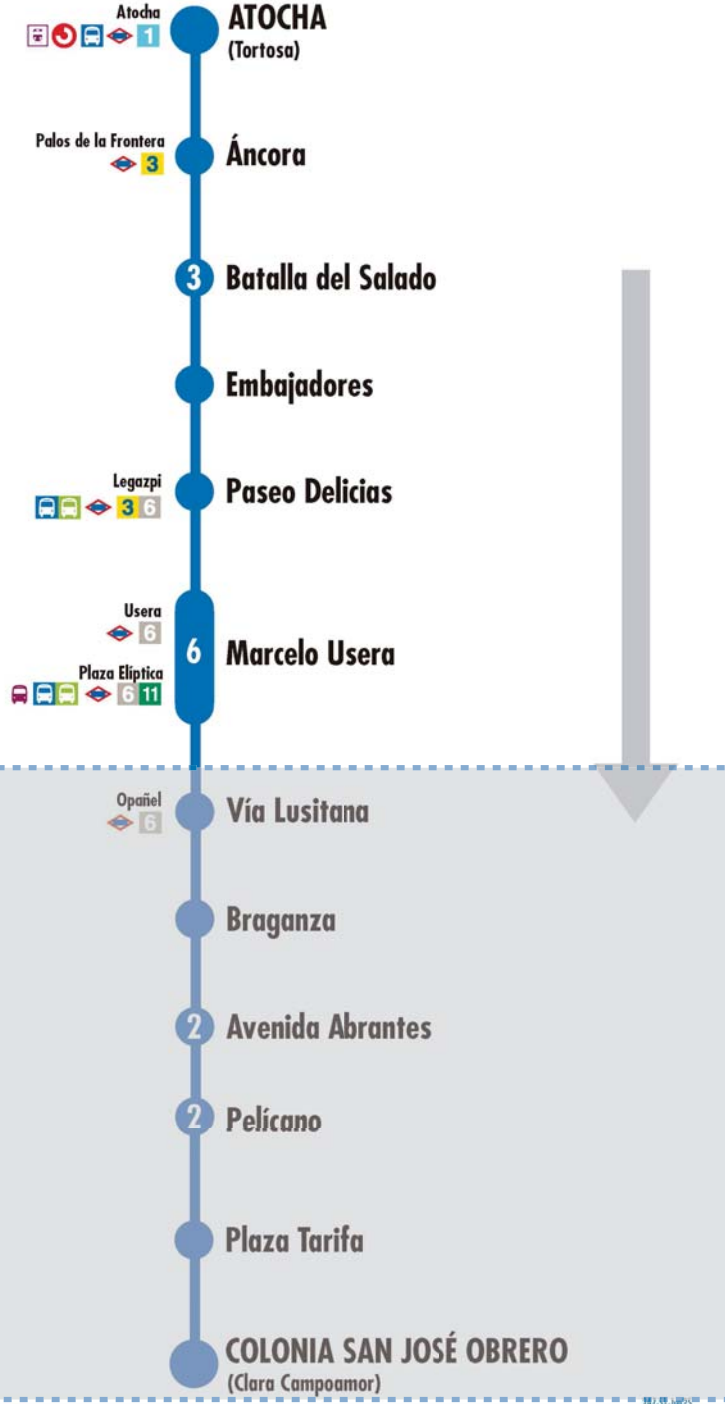 Atocha
1
ATOCHA
(Tortosa)
Palos de la Frontera
3
Áncora
3
Batalla del Salado
Embajadores
Legazpi
3 6
Paseo Delicias
Usera
6
Plaza Elíptica
6 11
6
Marcelo Usera
Opañel
6
Vía Lusitana
Braganza
2
Avenida Abrantes
2
Pelícano
Plaza Tarifa
COLONIA SAN JOSÉ OBRERO
(Clara Campoamor)